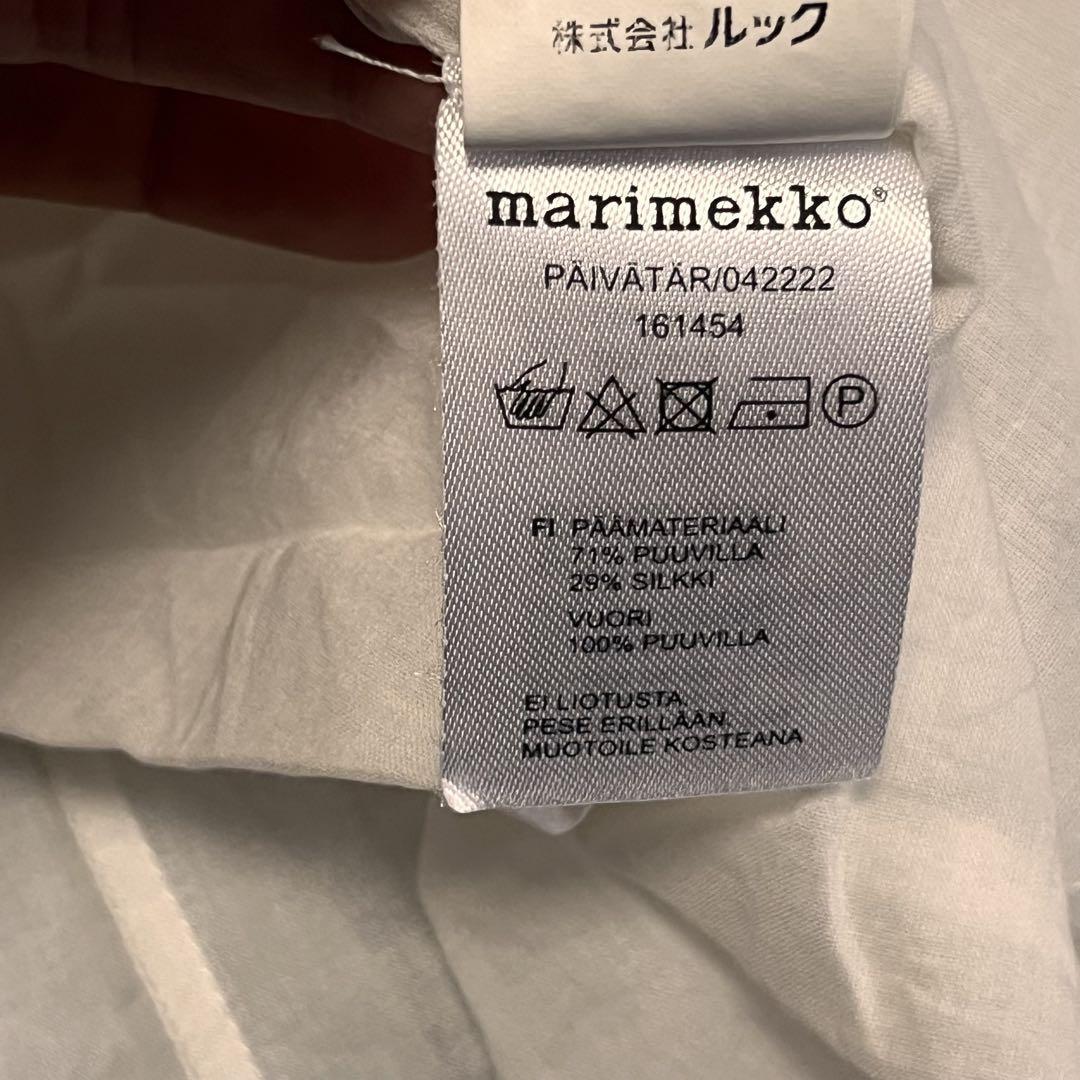 株式会社ルック
marimekko®
PÄIVÄTÄR/042222
161454
P
FI PÄÄMATERIAALI
71% PUUVILLA
29% SILKKI
VUORI
100% PUUVILLA
EI LIOTUSTA.
PESE ERILLÄÄN.
MUOTOILE KOSTEANA